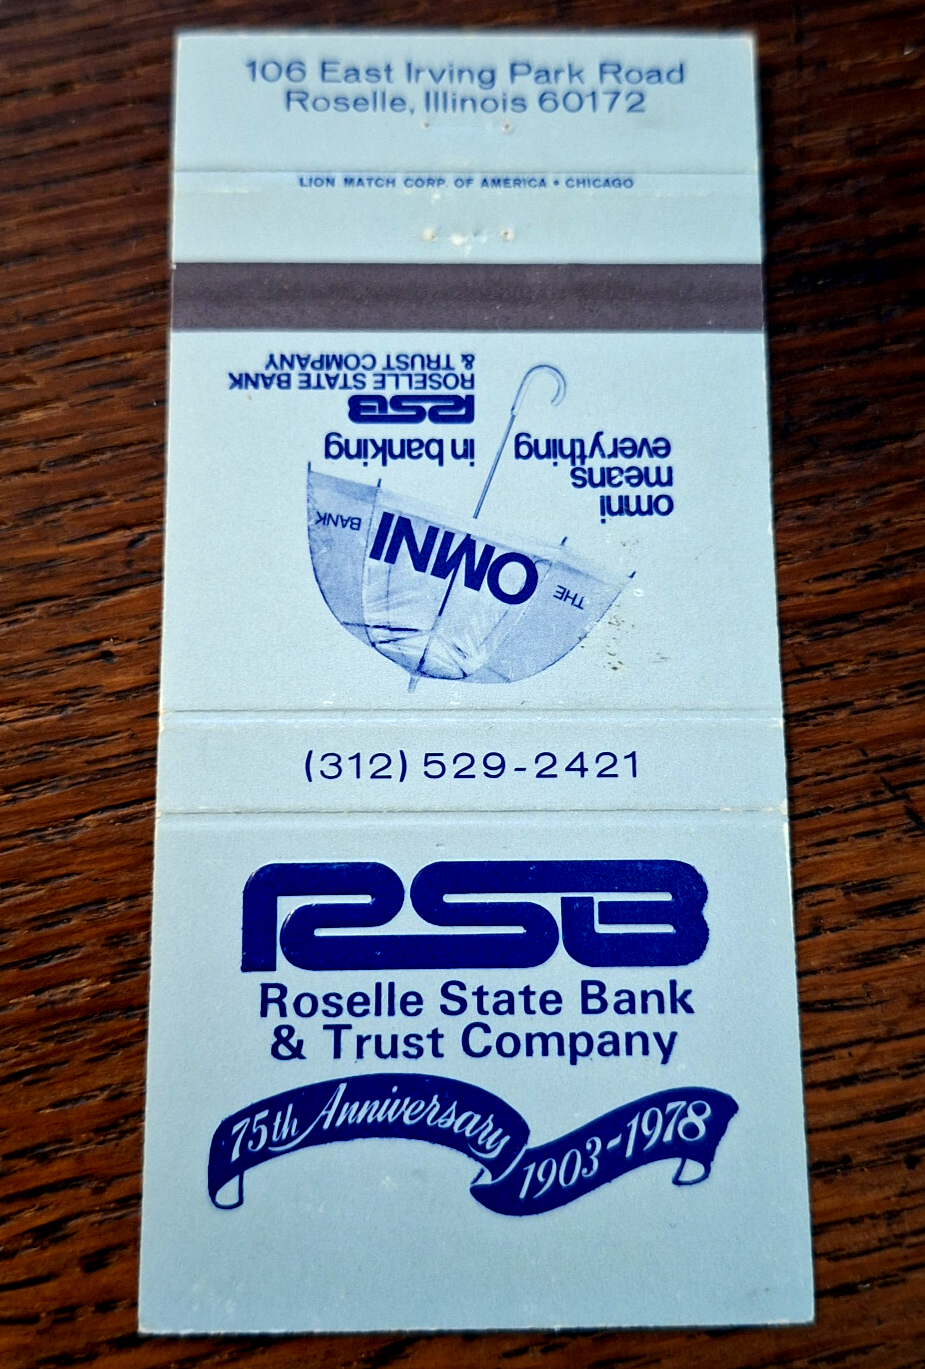 106 East Irving Park Road
Roselle, Illinois 60172
LION MATCH CORP. OF AMERICA • CHICAGO
THE OMNI BANK
omni
means
everything
in banking
RSB
ROSELLE STATE BANK
& TRUST COMPANY
(312) 529-2421
RSB
Roselle State Bank
& Trust Company
75th Anniversary
1903-1978